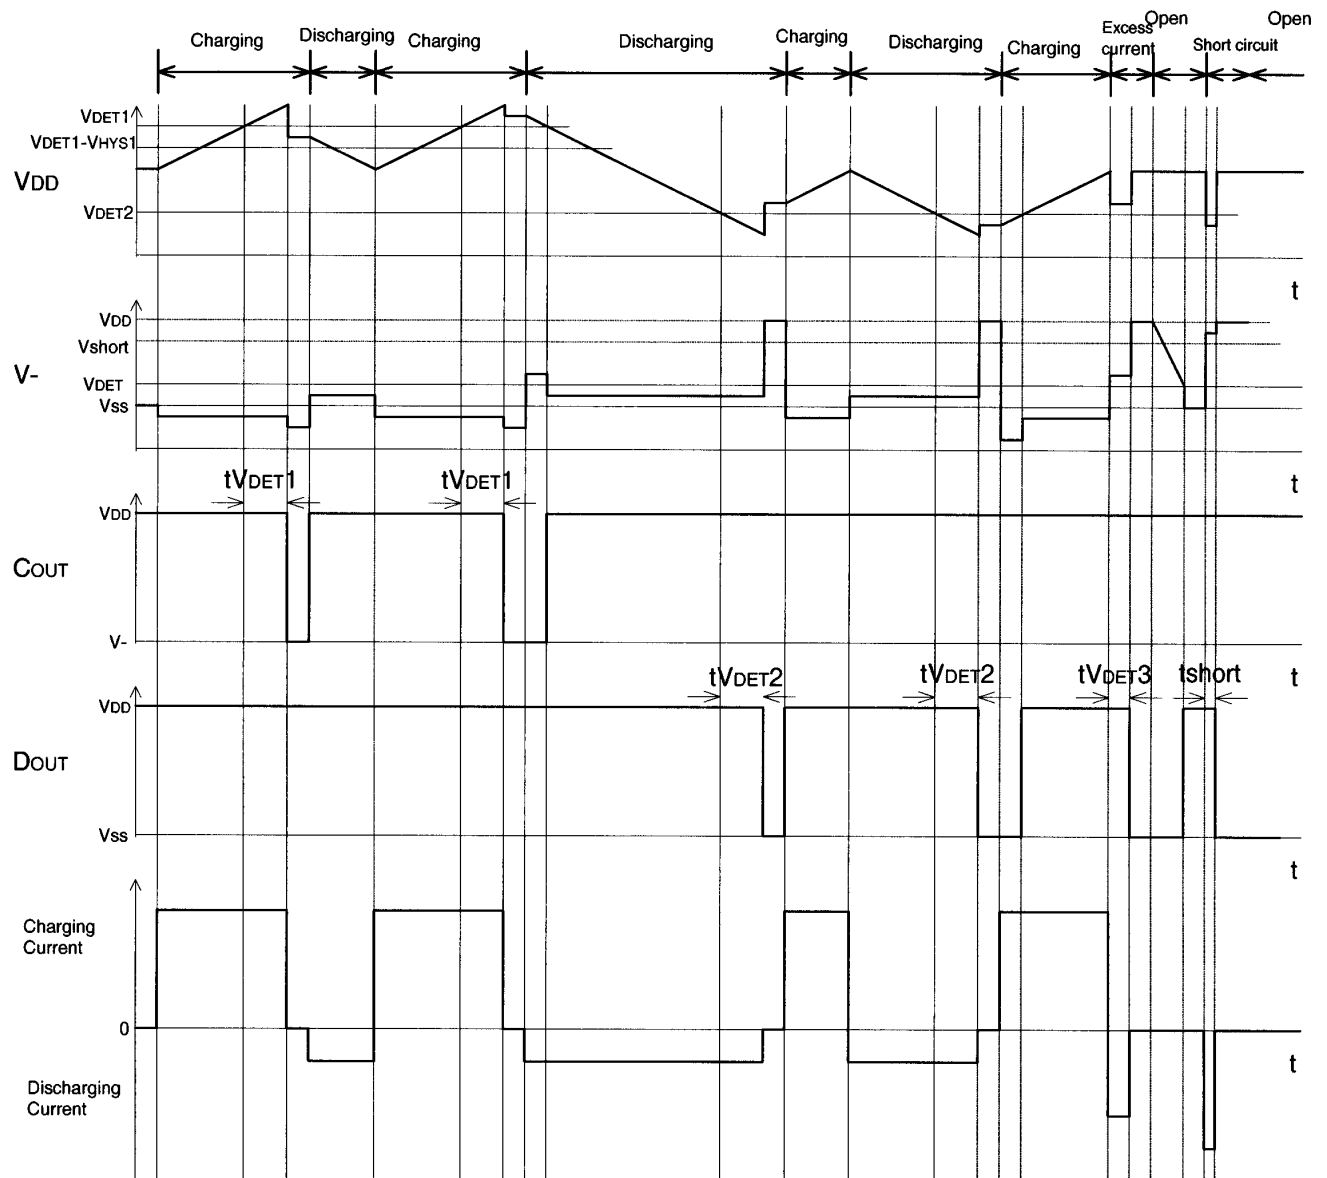 Charging
Discharging
Charging
Discharging
Charging
Discharging
Charging
Excess
current
Open
Short circuit
Open
VDET1
VDET1-VHYS1
VDD
VDET2
t
VDD
Vshort
V-
VDET
VSS
t
tVDET1
tVDET1
VDD
COUT
V-
t
tVDET2
tVDET2
tVDET3
tshort
VDD
DOUT
VSS
t
Charging
Current
0
t
Discharging
Current